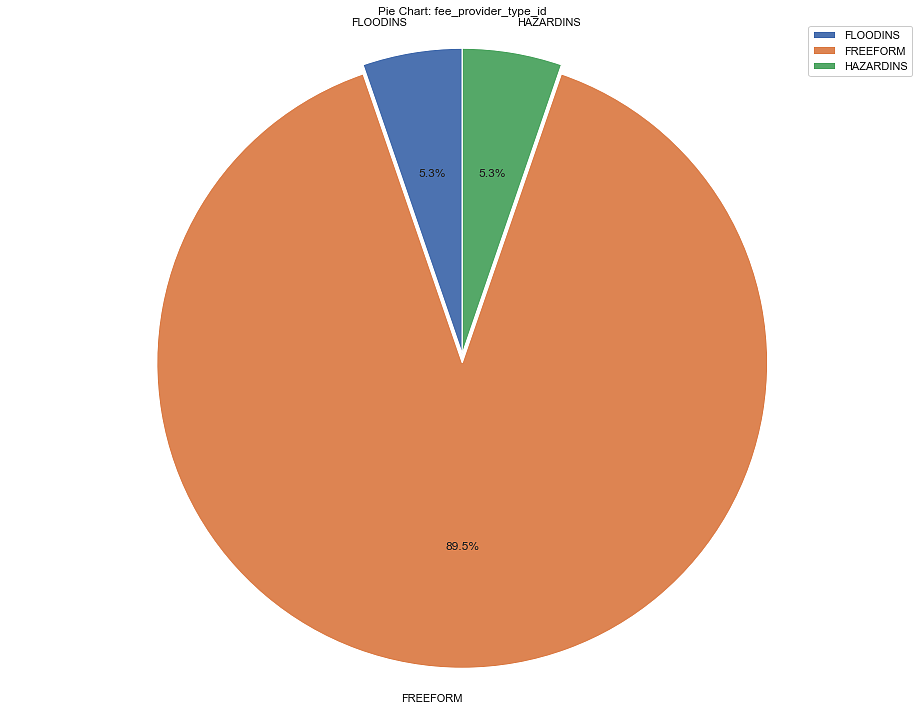 Pie Chart: fee_provider_type_id
FLOODINS
HAZARDINS
FLOODINS
FREEFORM
HAZARDINS
5.3%
5.3%
89.5%
FREEFORM